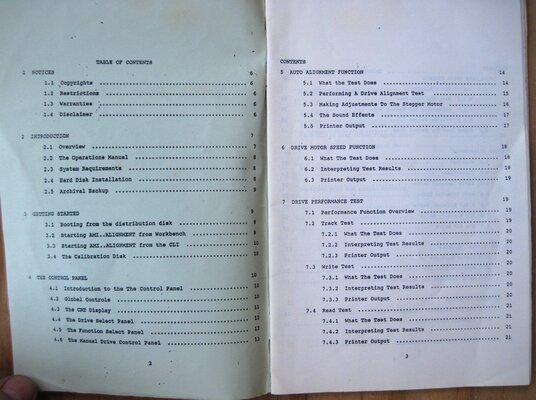 TABLE OF CONTENTS
1 NOTICES 6
1.1 Copyrights 6
1.2 Restrictions 6
1.3 Warranties 6
1.4 Disclaimer 6
2 INTRODUCTION 7
2.1 Overview 7
2.2 The Operations Manual 8
2.3 System Requirements 8
2.4 Hard Disk Installation 8
2.5 Archival Backup 9
3 GETTING STARTED 9
3.1 Booting from the distribution disk 9
3.2 Starting AMI..ALIGNMENT from Workbench 9
3.3 Starting AMI..ALIGNMENT from the CLI 10
3.4 The Calibration Disk 10
4 THE CONTROL PANEL 10
4.1 Introduction to the The Control Panel 10
4.2 Global Controls 11
4.3 The CRT Display 11
4.4 The Drive Select Panel 12
4.5 The Function Select Panel 12
4.6 The Manual Drive Control Panel 13
2
CONTENTS
5 AUTO ALIGNMENT FUNCTION 14
5.1 What the Test Does 14
5.2 Performing A Drive Alignment Test 15
5.3 Making Adjustments To The Stepper Motor 16
5.4 The Sound Effects 17
5.5 Printer Output 17
6 DRIVE MOTOR SPEED FUNCTION 18
6.1 What The Test Does 18
6.2 Interpreting Test Results 18
6.3 Printer Output 18
7 DRIVE PERFORMANCE TEST 19
7.1 Performance Function Overview 19
7.2 Track Test 19
7.2.1 What The Test Does 20
7.2.2 Interpreting Test Results 20
7.2.3 Printer Output 20
7.3 Write Test 20
7.3.1 What The Test Does 20
7.3.2 Interpreting Test Results 20
7.3.3 Printer Output 20
7.4 Read Test 21
7.4.1 What The Test Does 21
7.4.2 Interpreting Test Results 21
7.4.3 Printer Output 21
3